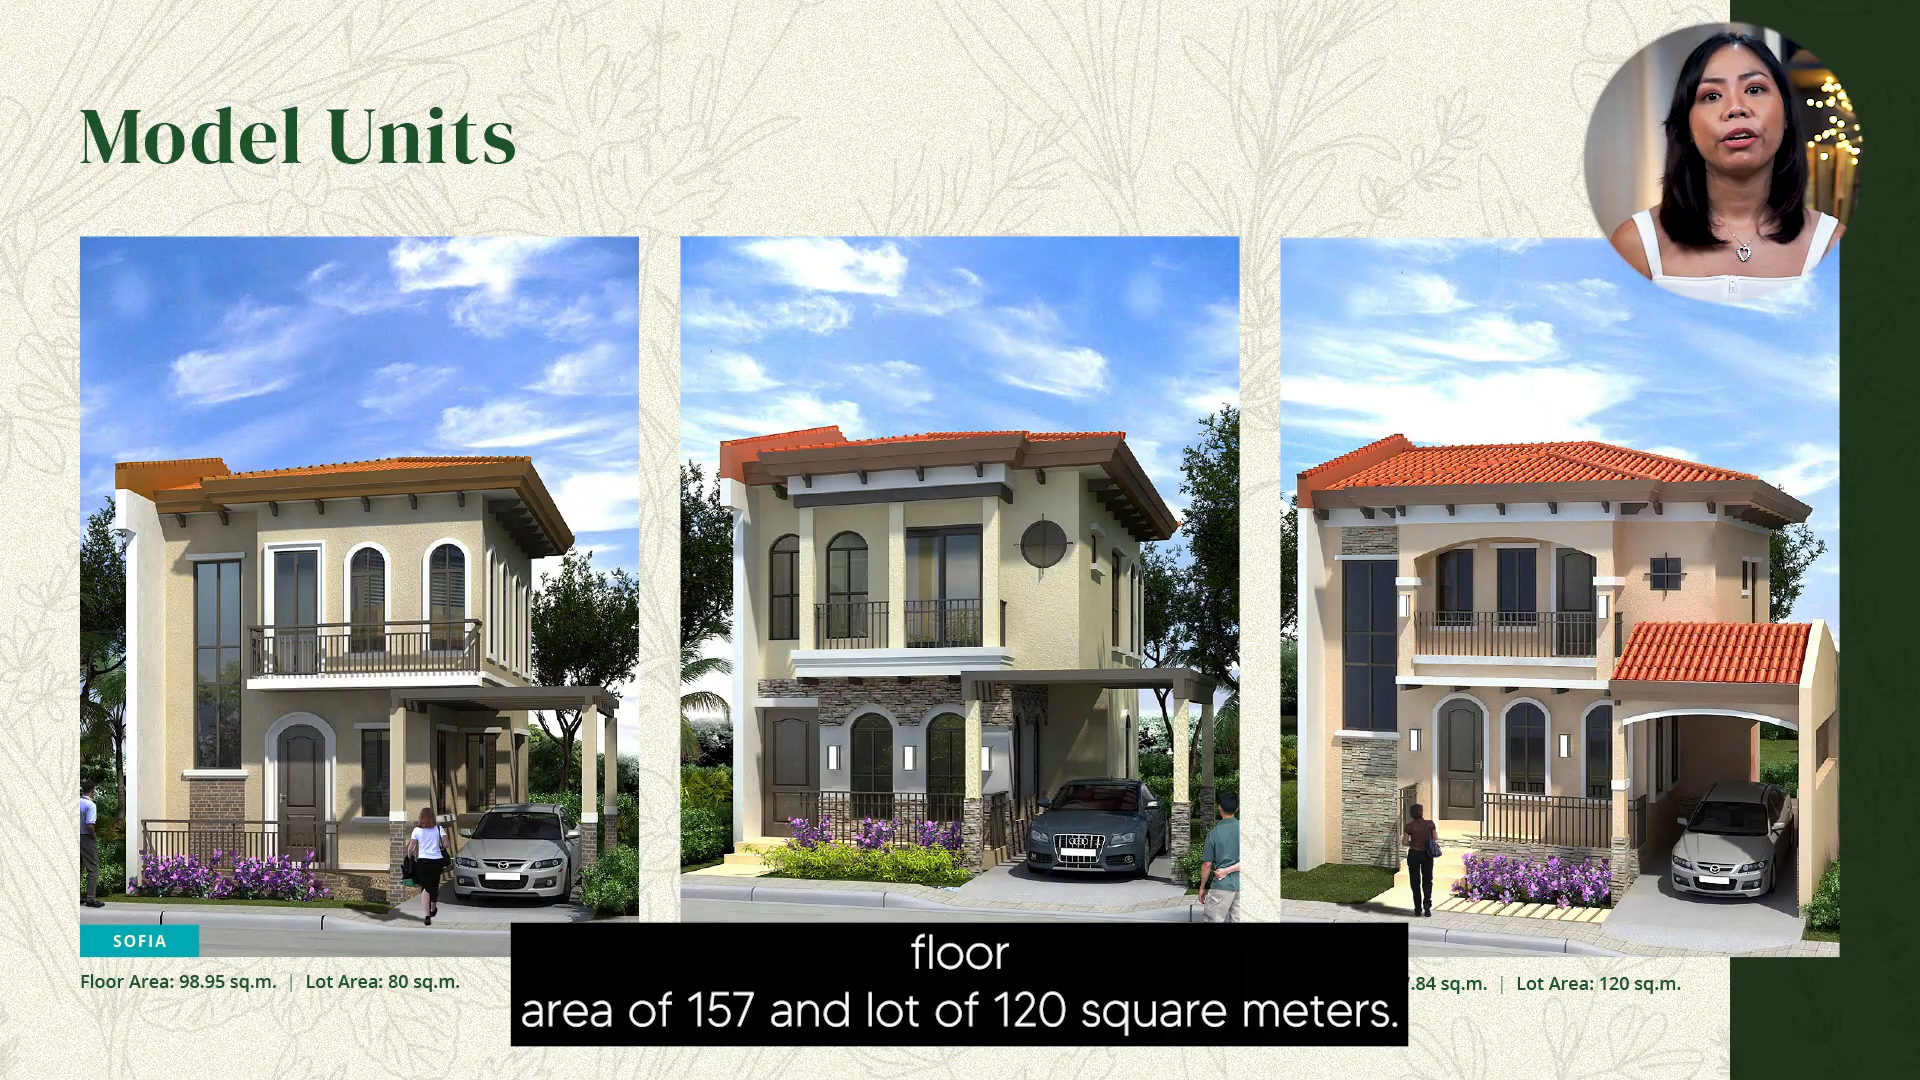 Model Units
SOFIA
Floor Area: 98.95 sq.m. | Lot Area: 80 sq.m.
.84 sq.m. | Lot Area: 120 sq.m.
floor
area of 157 and lot of 120 square meters.